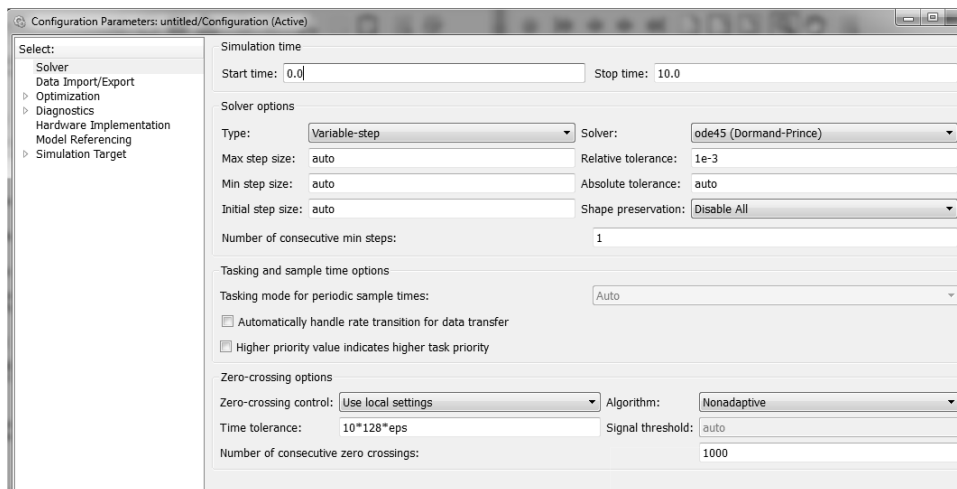 Configuration Parameters: untitled/Configuration (Active)
Select:
Solver
Data Import/Export
Optimization
Diagnostics
Hardware Implementation
Model Referencing
Simulation Target
Simulation time
Start time: 0.0 Stop time: 10.0
Solver options
Type: Variable-step Solver: ode45 (Dormand-Prince)
Max step size: auto Relative tolerance: 1e-3
Min step size: auto Absolute tolerance: auto
Initial step size: auto Shape preservation: Disable All
Number of consecutive min steps: 1
Tasking and sample time options
Tasking mode for periodic sample times: Auto
Automatically handle rate transition for data transfer
Higher priority value indicates higher task priority
Zero-crossing options
Zero-crossing control: Use local settings Algorithm: Nonadaptive
Time tolerance: 10*128*eps Signal threshold: auto
Number of consecutive zero crossings: 1000